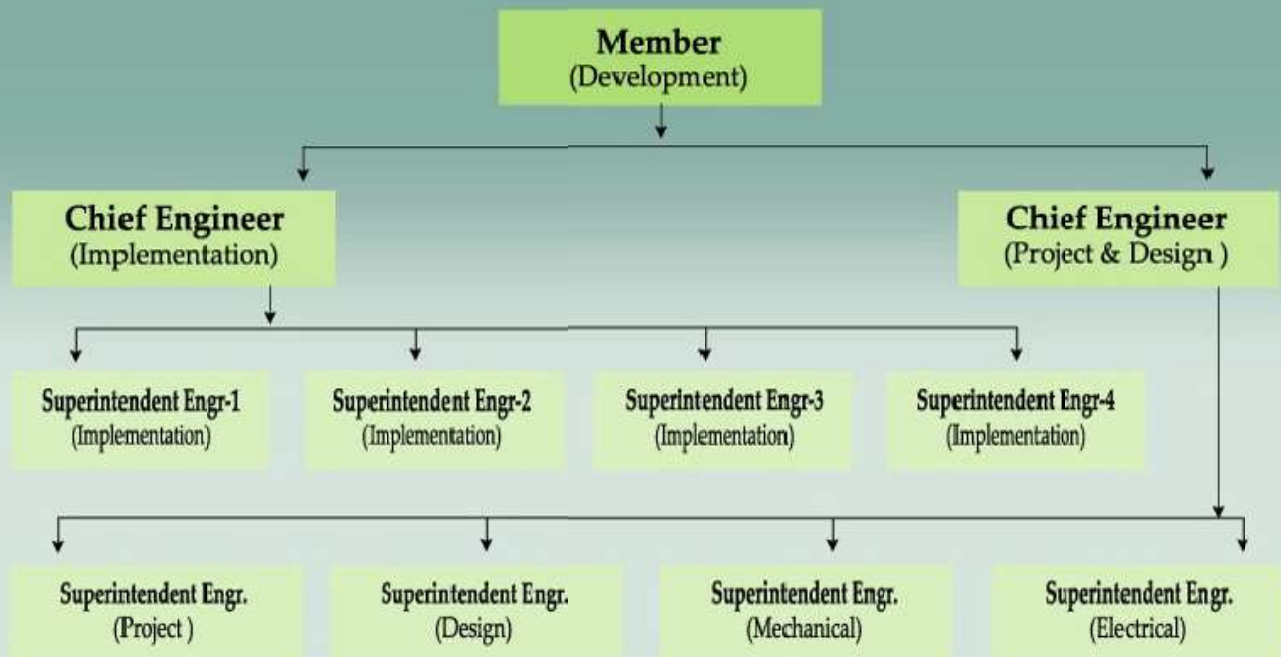 Member
(Development)
Chief Engineer
(Implementation)
Chief Engineer
(Project & Design )
Superintendent Engr-1
(Implementation)
Superintendent Engr-2
(Implementation)
Superintendent Engr-3
(Implementation)
Superintendent Engr-4
(Implementation)
Superintendent Engr.
(Project )
Superintendent Engr.
(Design)
Superintendent Engr.
(Mechanical)
Superintendent Engr.
(Electrical)